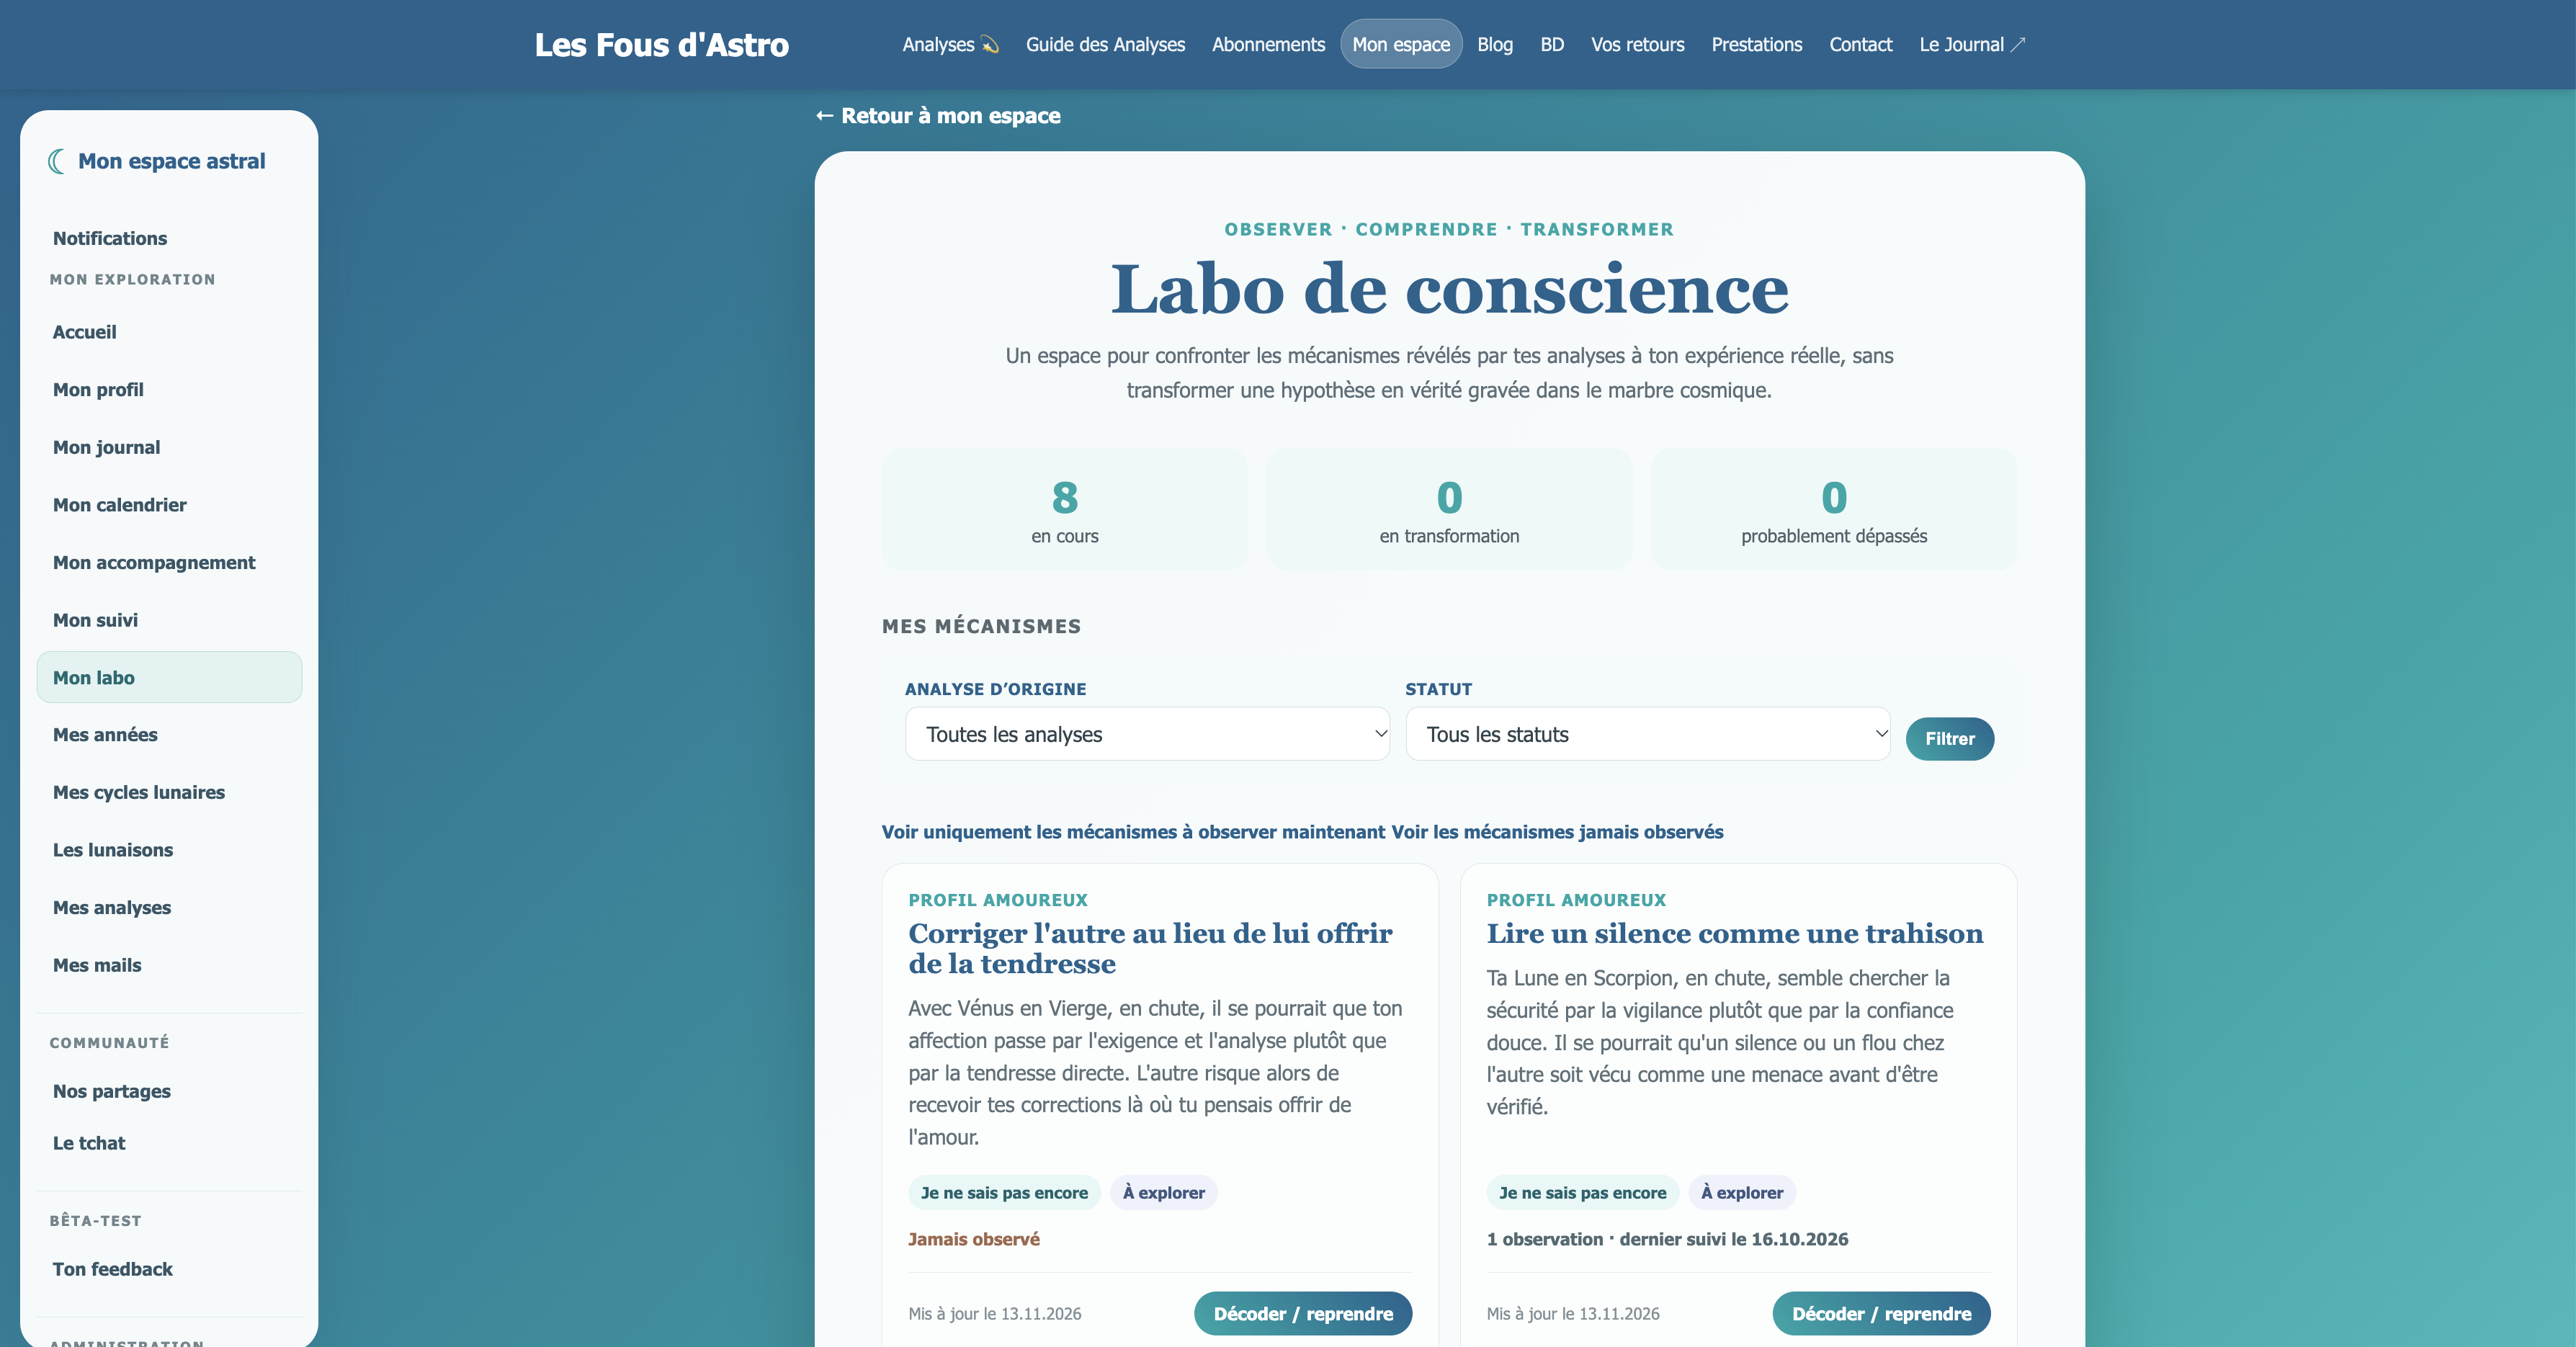 Les Fous d'Astro
Analyses 💫
Guide des Analyses
Abonnements
Mon espace
Blog
BD
Vos retours
Prestations
Contact
Le Journal ↗
☾ Mon espace astral
Notifications
MON EXPLORATION
Accueil
Mon profil
Mon journal
Mon calendrier
Mon accompagnement
Mon suivi
Mon labo
Mes années
Mes cycles lunaires
Les lunaisons
Mes analyses
Mes mails
COMMUNAUTÉ
Nos partages
Le tchat
BÊTA-TEST
Ton feedback
ADMINISTRATION
← Retour à mon espace
OBSERVER · COMPRENDRE · TRANSFORMER
Labo de conscience
Un espace pour confronter les mécanismes révélés par tes analyses à ton expérience réelle, sans
transformer une hypothèse en vérité gravée dans le marbre cosmique.
8
en cours
0
en transformation
0
probablement dépassés
MES MÉCANISMES
ANALYSE D’ORIGINE
Toutes les analyses
STATUT
Tous les statuts
Filtrer
Voir uniquement les mécanismes à observer maintenant Voir les mécanismes jamais observés
PROFIL AMOUREUX
Corriger l'autre au lieu de lui offrir
de la tendresse
Avec Vénus en Vierge, en chute, il se pourrait que ton
affection passe par l'exigence et l'analyse plutôt que
par la tendresse directe. L'autre risque alors de
recevoir tes corrections là où tu pensais offrir de
l'amour.
Je ne sais pas encore
À explorer
Jamais observé
Mis à jour le 13.11.2026
Décoder / reprendre
PROFIL AMOUREUX
Lire un silence comme une trahison
Ta Lune en Scorpion, en chute, semble chercher la
sécurité par la vigilance plutôt que par la confiance
douce. Il se pourrait qu'un silence ou un flou chez
l'autre soit vécu comme une menace avant d'être
vérifié.
Je ne sais pas encore
À explorer
1 observation · dernier suivi le 16.10.2026
Mis à jour le 13.11.2026
Décoder / reprendre